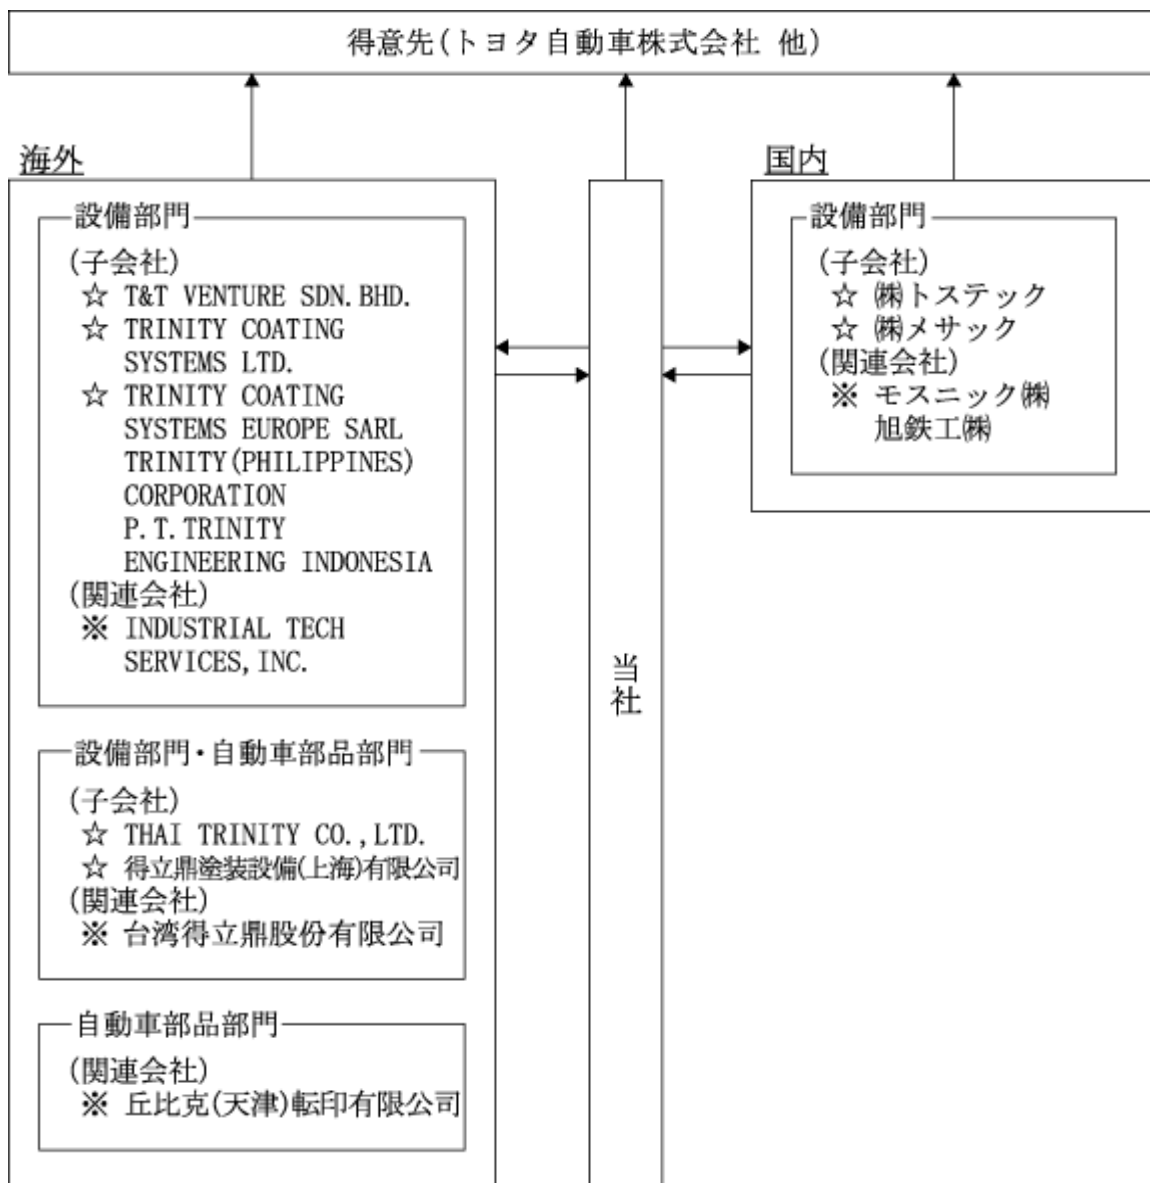 得意先(トヨタ自動車株式会社 他)
海外
設備部門
(子会社)
☆ T&T VENTURE SDN.BHD.
☆ TRINITY COATING
SYSTEMS LTD.
☆ TRINITY COATING
SYSTEMS EUROPE SARL
TRINITY(PHILIPPINES)
CORPORATION
P.T.TRINITY
ENGINEERING INDONESIA
(関連会社)
※ INDUSTRIAL TECH
SERVICES,INC.
設備部門・自動車部品部門
(子会社)
☆ THAI TRINITY CO.,LTD.
☆ 得立鼎塗装設備(上海)有限公司
(関連会社)
※ 台湾得立鼎股份有限公司
自動車部品部門
(関連会社)
※ 丘比克(天津)転印有限公司
当社
国内
設備部門
(子会社)
☆ ㈱トステック
☆ ㈱メサック
(関連会社)
※ モスニック㈱
旭鉄工㈱